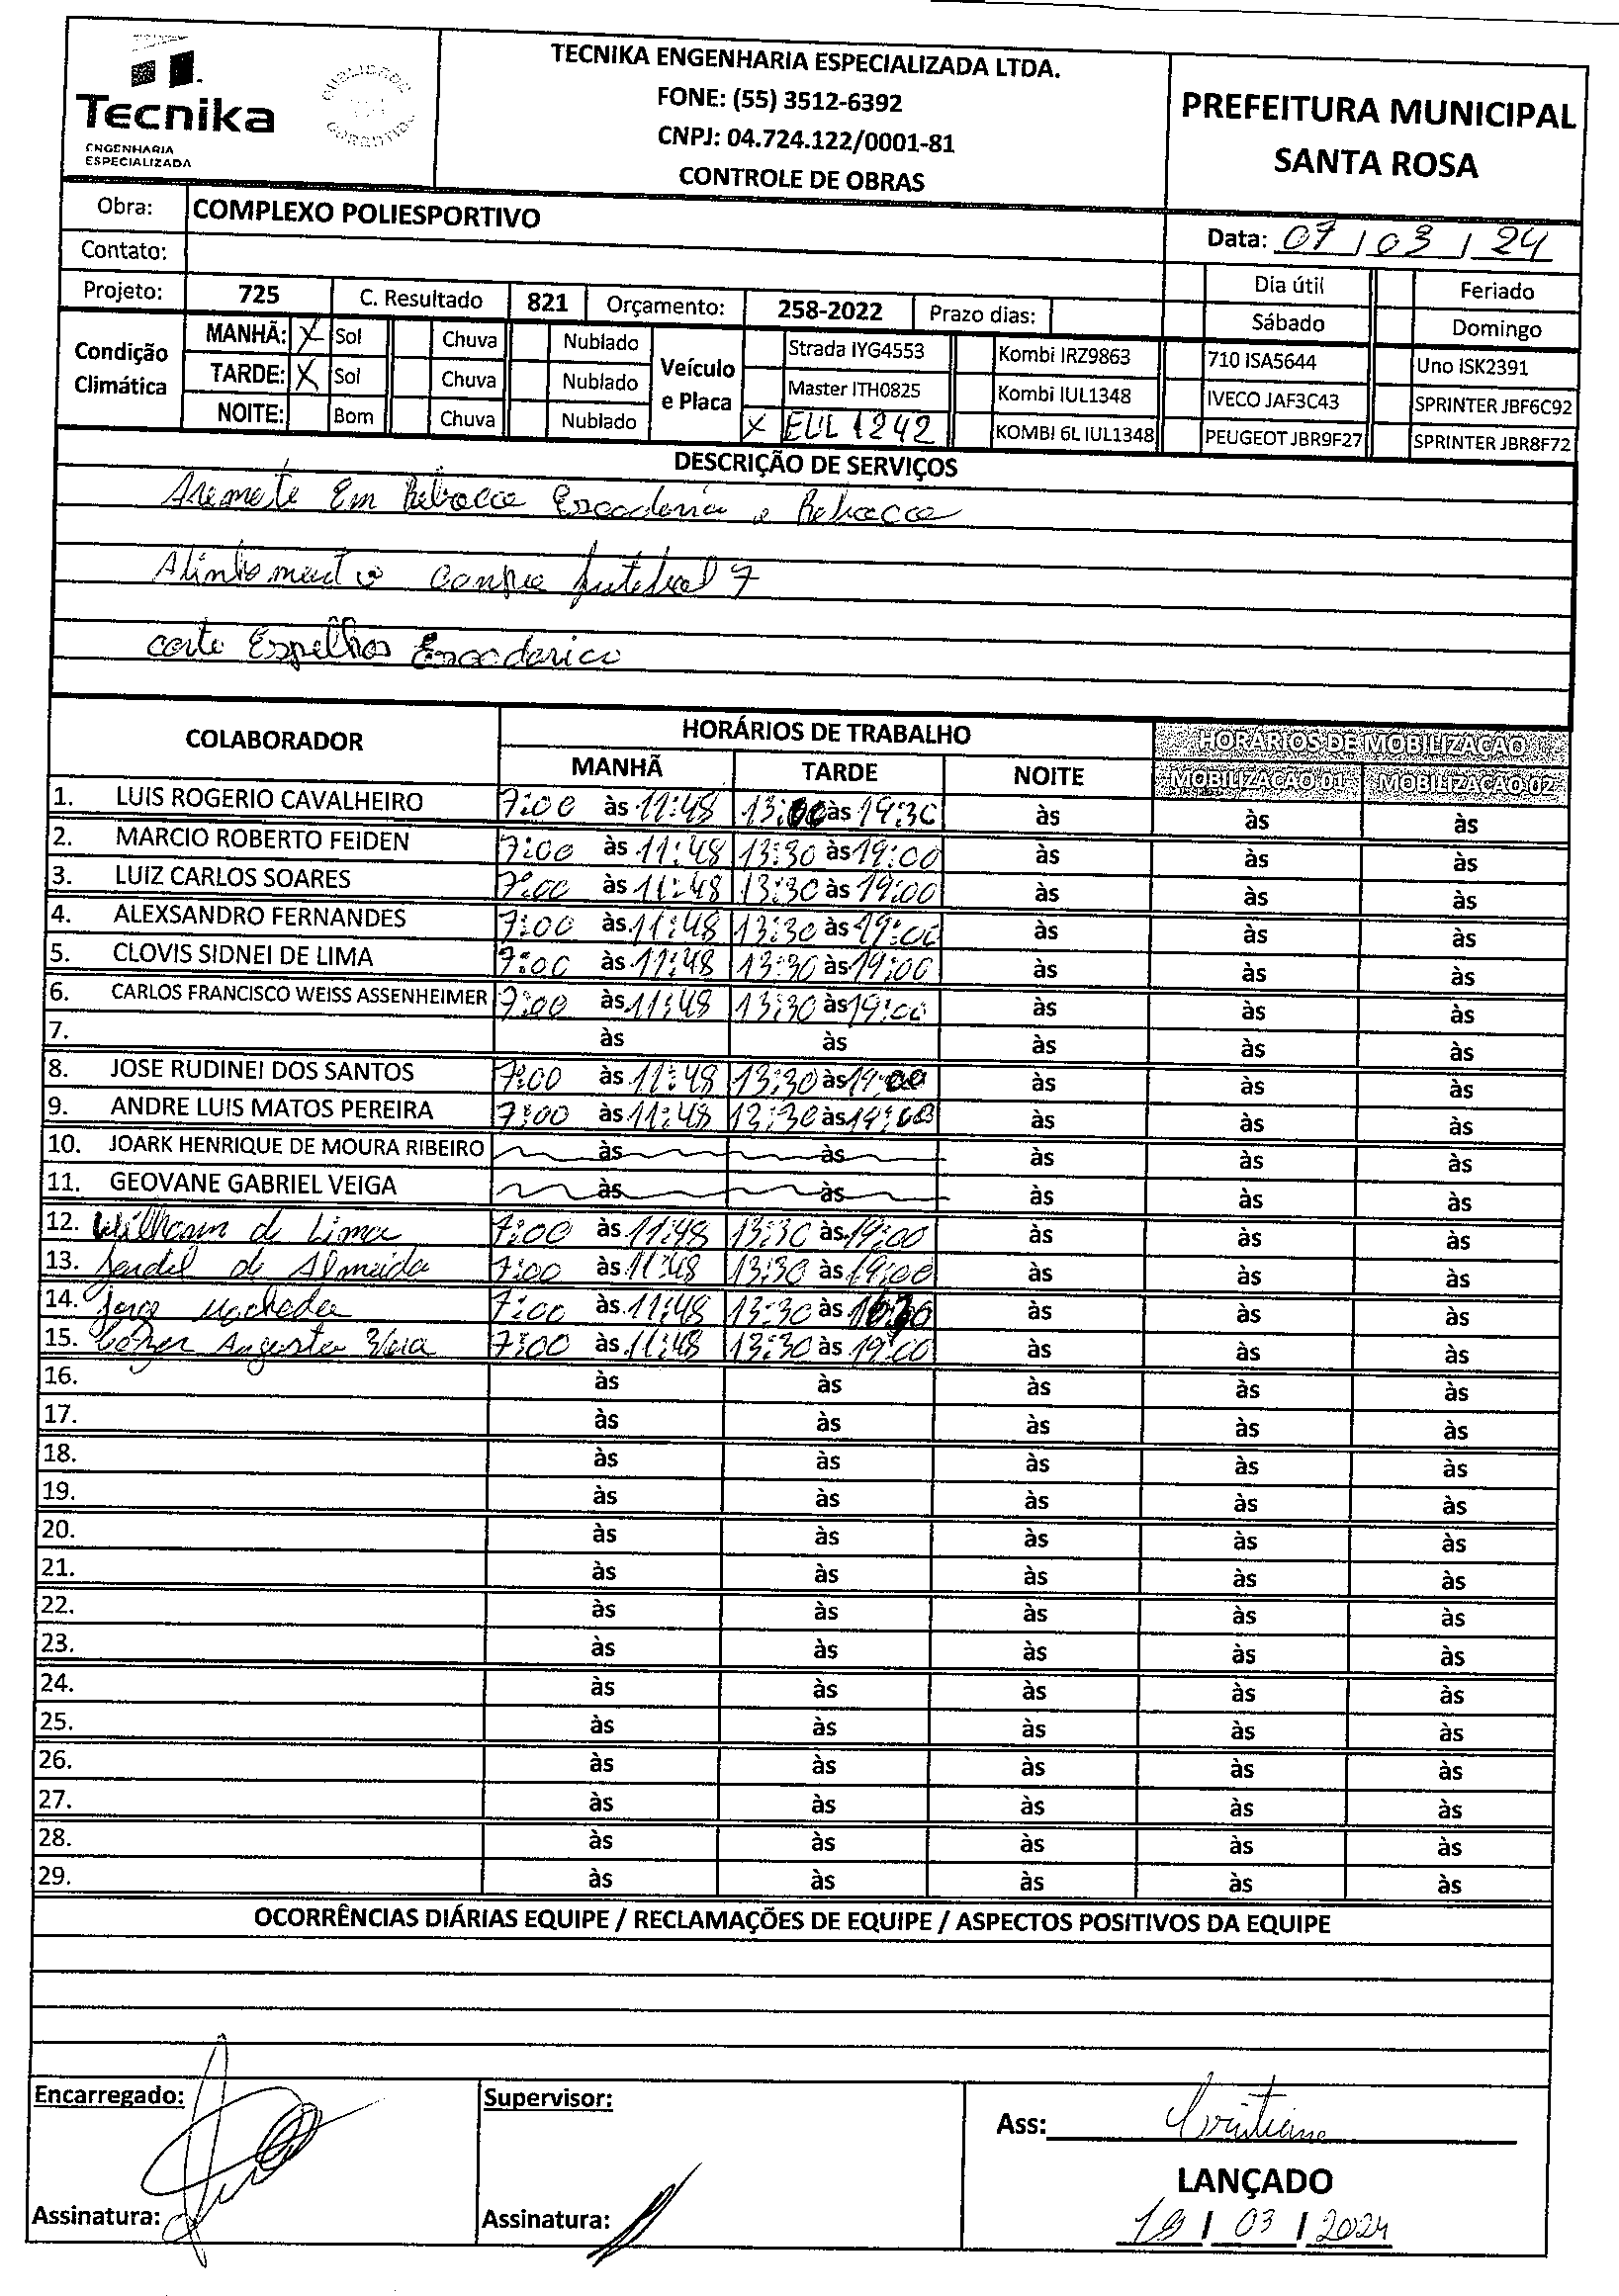 Tecnika
ENGENHARIA
ESPECIALIZADA
TECNIKA ENGENHARIA ESPECIALIZADA LTDA.
FONE: (55) 3512-6392
CNPJ: 04.724.122/0001-81
CONTROLE DE OBRAS
PREFEITURA MUNICIPAL
SANTA ROSA
Obra: COMPLEXO POLIESPORTIVO
Data: 07 / 03 / 24
Contato:
Dia útil Feriado
Projeto: 725 C. Resultado 821 Orçamento: 258-2022 Prazo dias: Sábado Domingo
Condição Climática
MANHÃ: X Sol Chuva Nublado
TARDE: X Sol Chuva Nublado
NOITE: Bom Chuva Nublado
Veículo e Placa
Strada IYG4553 Kombi IRZ9863 710 ISA5644 Uno ISK2391
Master ITH0825 Kombi IUL1348 IVECO JAF3C43 SPRINTER JBF6C92
X EUL 1242 KOMBI 6L IUL1348 PEUGEOT JBR9F27 SPRINTER JBR8F72
DESCRIÇÃO DE SERVIÇOS
Em e
7
corte Espelhos
COLABORADOR HORÁRIOS DE TRABALHO HORÁRIOS DE MOBILIZACAO
MANHÃ TARDE NOITE MOBILIZACAO 01 MOBILIZACAO 02
1. LUIS ROGERIO CAVALHEIRO 7:00 às 11:48 13:00 às 19:30 às às às
2. MARCIO ROBERTO FEIDEN 7:00 às 11:48 13:30 às 19:00 às às às
3. LUIZ CARLOS SOARES 7:00 às 11:48 13:30 às 19:00 às às às
4. ALEXSANDRO FERNANDES 7:00 às 11:48 13:30 às 19:00 às às às
5. CLOVIS SIDNEI DE LIMA 7:00 às 11:48 13:30 às 19:00 às às às
6. CARLOS FRANCISCO WEISS ASSENHEIMER 7:00 às 11:48 13:30 às 19:00 às às às
7. às às às às às
8. JOSE RUDINEI DOS SANTOS 7:00 às 11:48 13:30 às 19:00 às às às
9. ANDRE LUIS MATOS PEREIRA 7:00 às 11:48 13:30 às 19:00 às às às
10. JOARK HENRIQUE DE MOURA RIBEIRO às às às às às
11. GEOVANE GABRIEL VEIGA às às às às às
12. William de Lima 7:00 às 11:48 13:30 às 19:00 às às às
13. de Almeida 7:00 às 11:48 13:30 às 19:00 às às às
14. Machado 7:00 às 11:48 13:30 às às às às
15. Augusto 7:00 às 11:48 13:30 às 19:00 às às às
16. às às às às às
17. às às às às às
18. às às às às às
19. às às às às às
20. às às às às às
21. às às às às às
22. às às às às às
23. às às às às às
24. às às às às às
25. às às às às às
26. às às às às às
27. às às às às às
28. às às às às às
29. às às às às às
OCORRÊNCIAS DIÁRIAS EQUIPE / RECLAMAÇÕES DE EQUIPE / ASPECTOS POSITIVOS DA EQUIPE
Encarregado:
Assinatura:
Supervisor:
Assinatura:
Ass: Cristiane
LANÇADO
19 / 03 / 2024